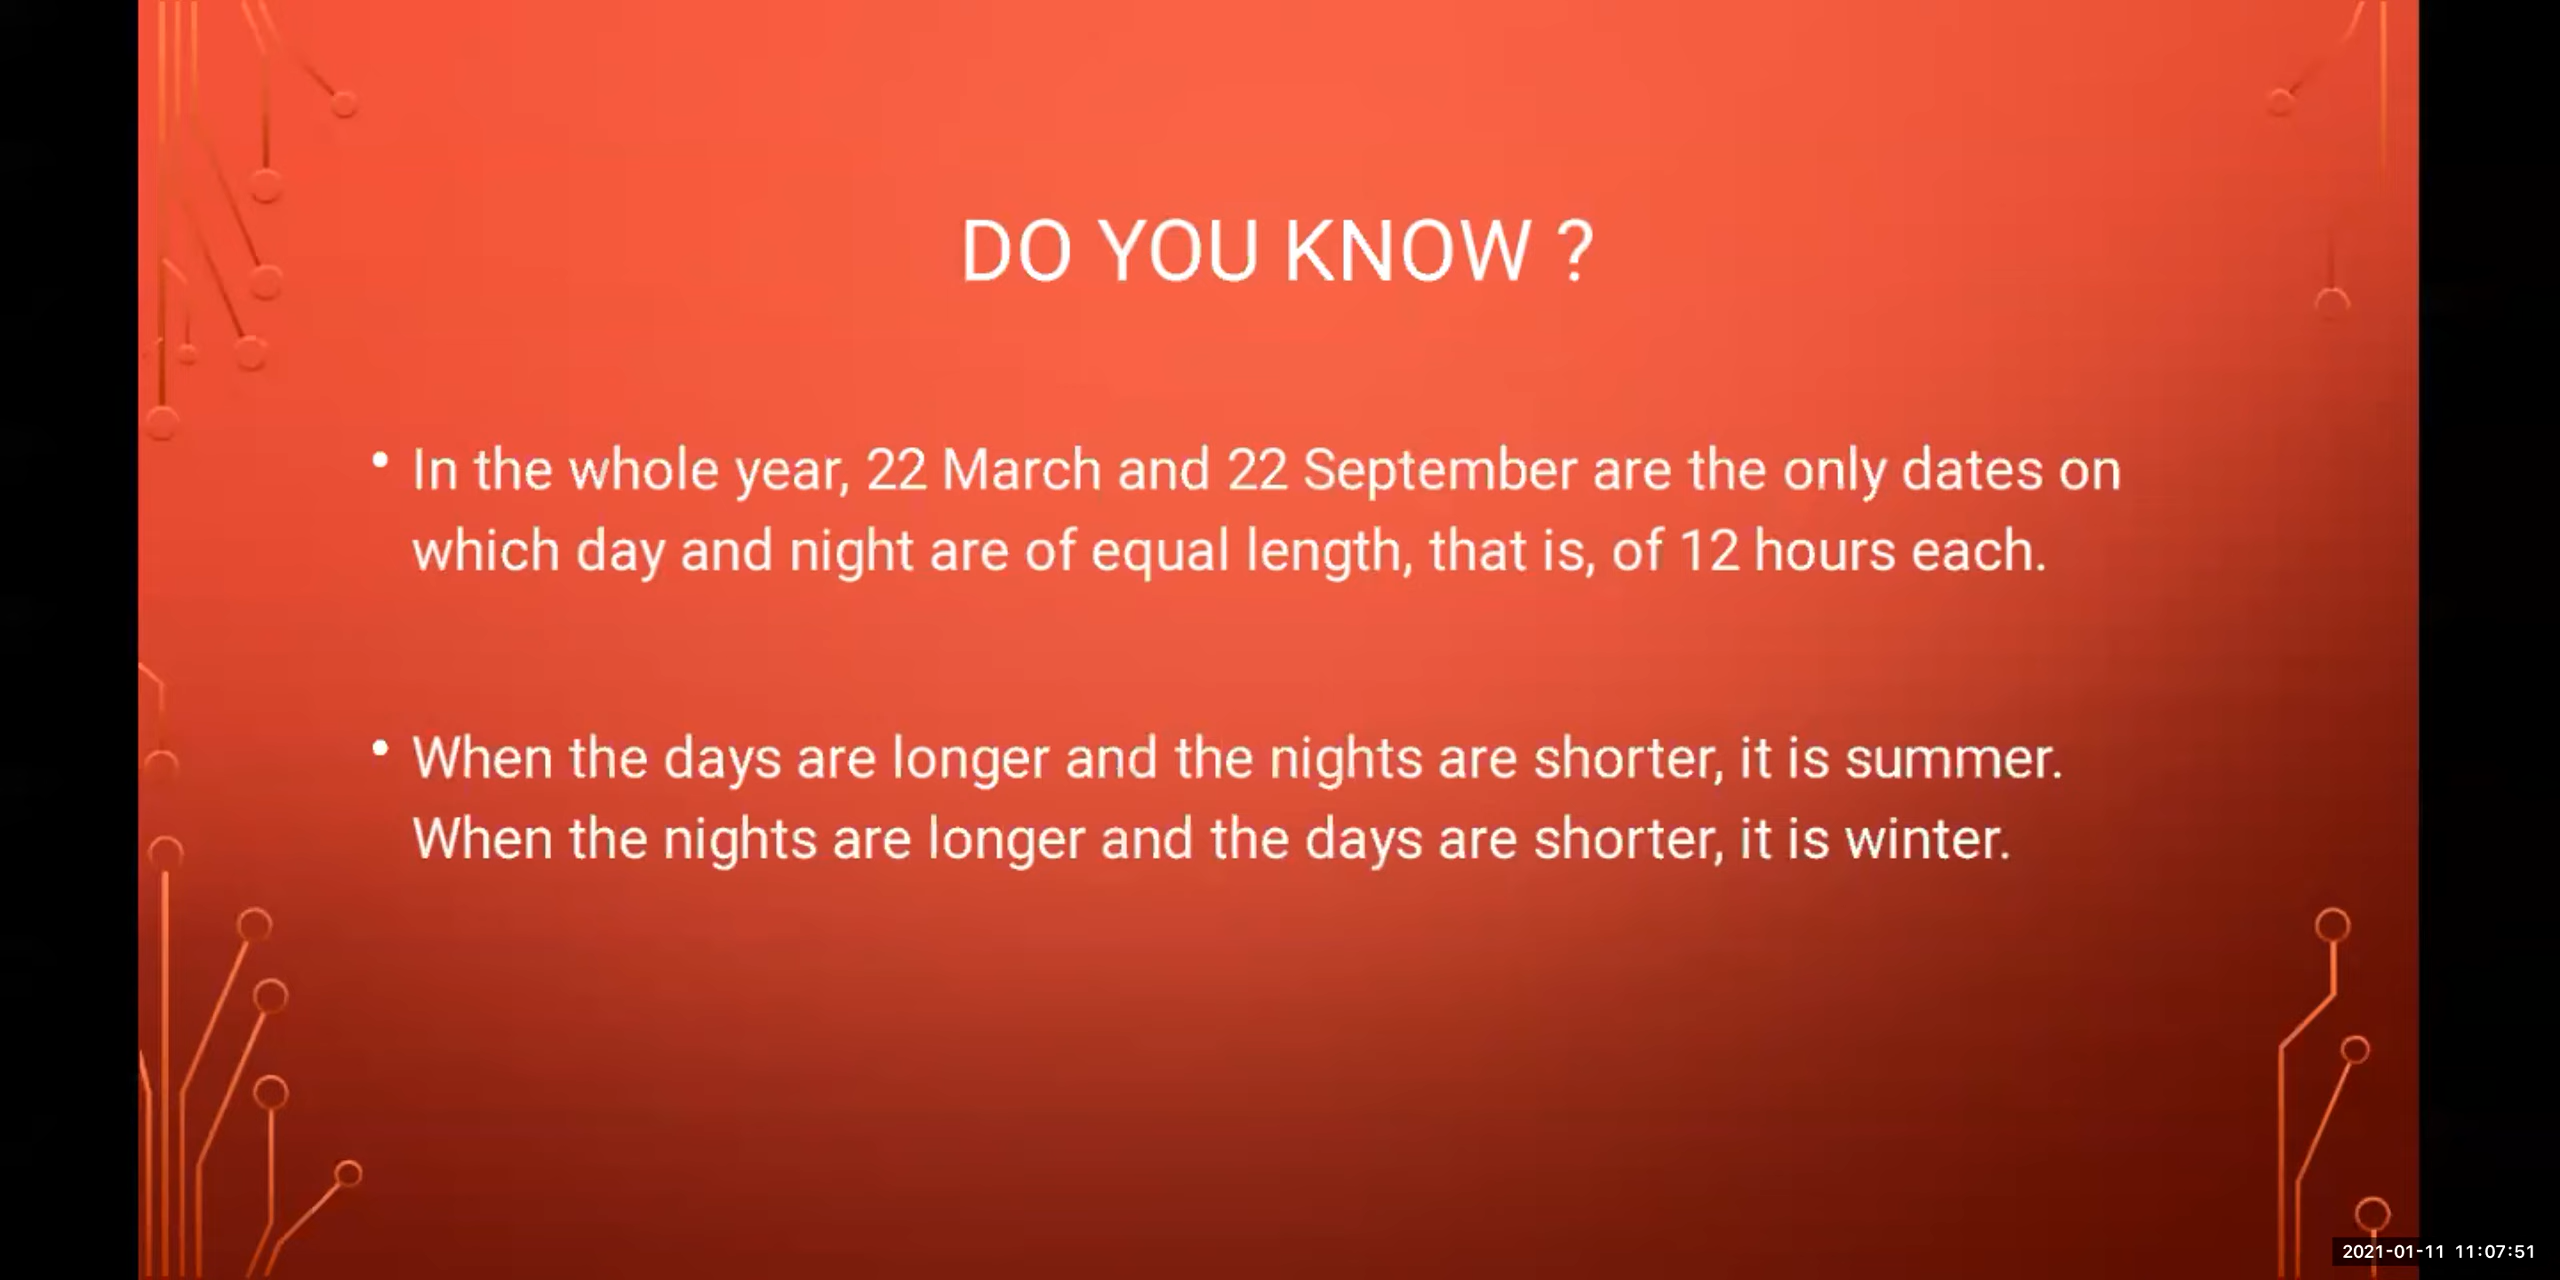 DO YOU KNOW ?
• In the whole year, 22 March and 22 September are the only dates on
which day and night are of equal length, that is, of 12 hours each.
• When the days are longer and the nights are shorter, it is summer.
When the nights are longer and the days are shorter, it is winter.
2021-01-11 11:07:51